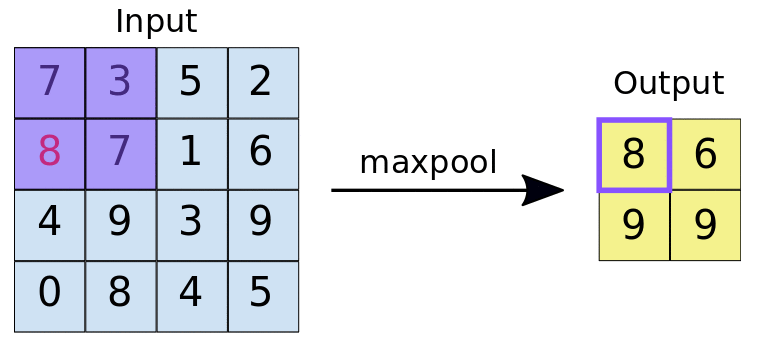 Input
7 3 5 2
8 7 1 6
4 9 3 9
0 8 4 5
maxpool
Output
8 6
9 9